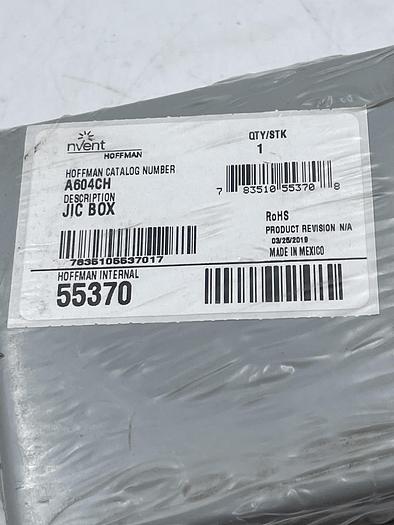 nvent
HOFFMAN
QTY/STK
1
HOFFMAN CATALOG NUMBER
A604CH
DESCRIPTION
JIC BOX
7 83510 55370 8
RoHS
PRODUCT REVISION N/A
03/25/2019
MADE IN MEXICO
7835105537017
HOFFMAN INTERNAL
55370